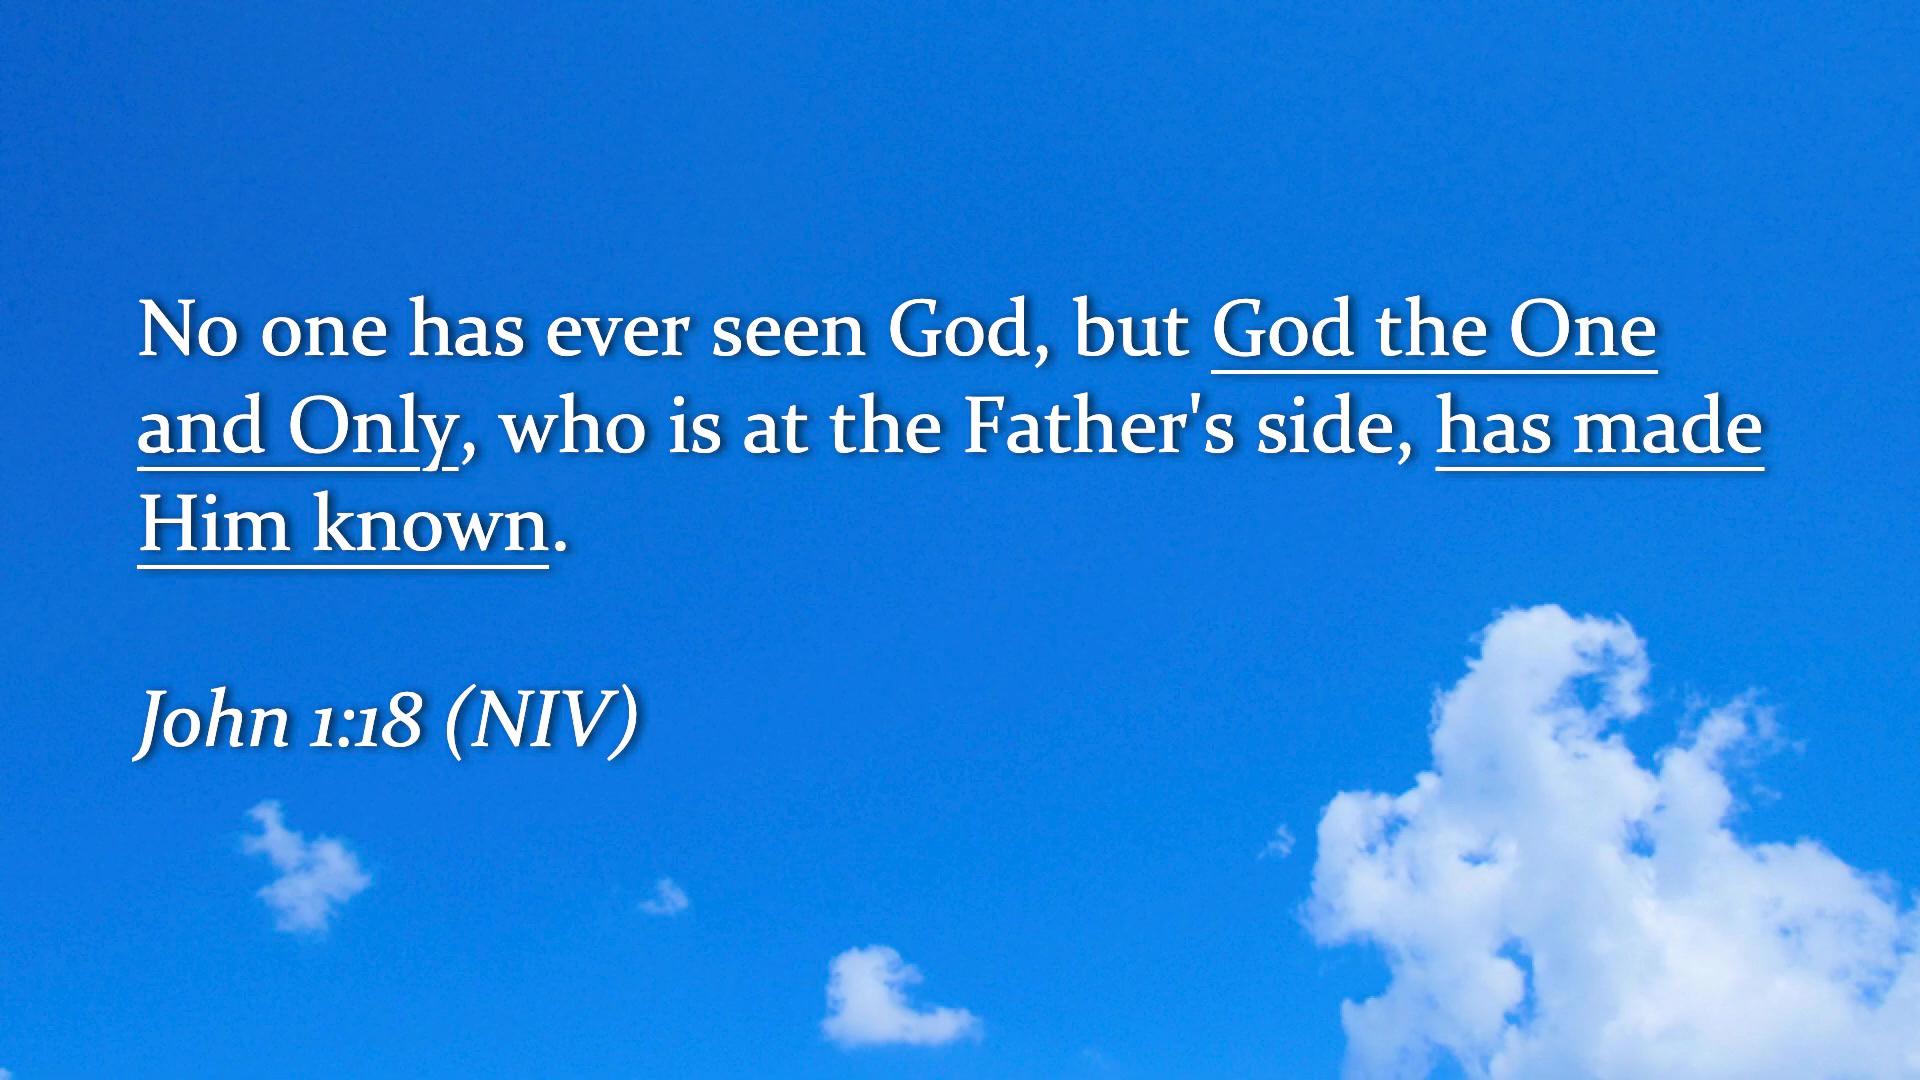 No one has ever seen God, but God the One
and Only, who is at the Father's side, has made
Him known.
John 1:18 (NIV)